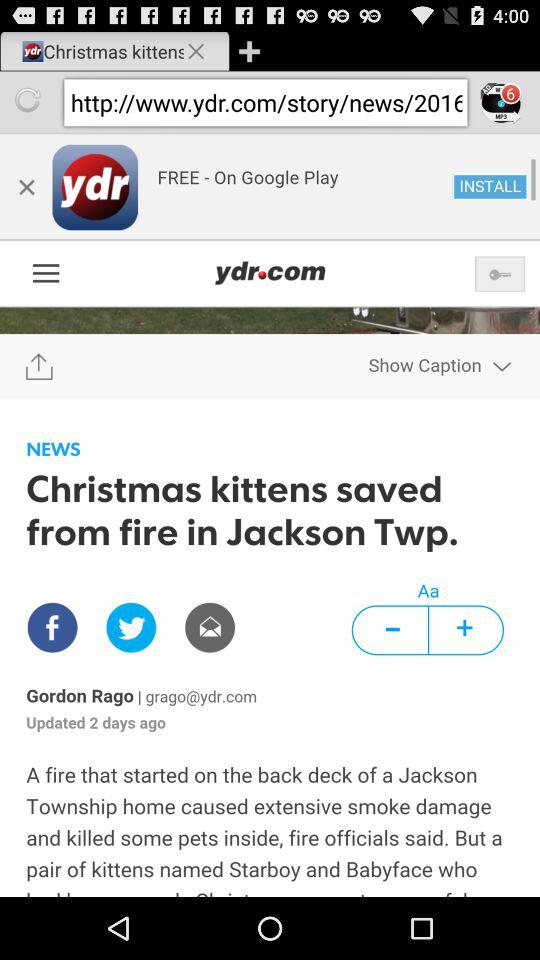 4:00
ydr Christmas kittens
http://www.ydr.com/story/news/2016
6
MP3
ydr
FREE - On Google Play
INSTALL
ydr.com
Show Caption
NEWS
Christmas kittens saved
from fire in Jackson Twp.
Aa
- +
Gordon Rago | grago@ydr.com
Updated 2 days ago
A fire that started on the back deck of a Jackson
Township home caused extensive smoke damage
and killed some pets inside, fire officials said. But a
pair of kittens named Starboy and Babyface who